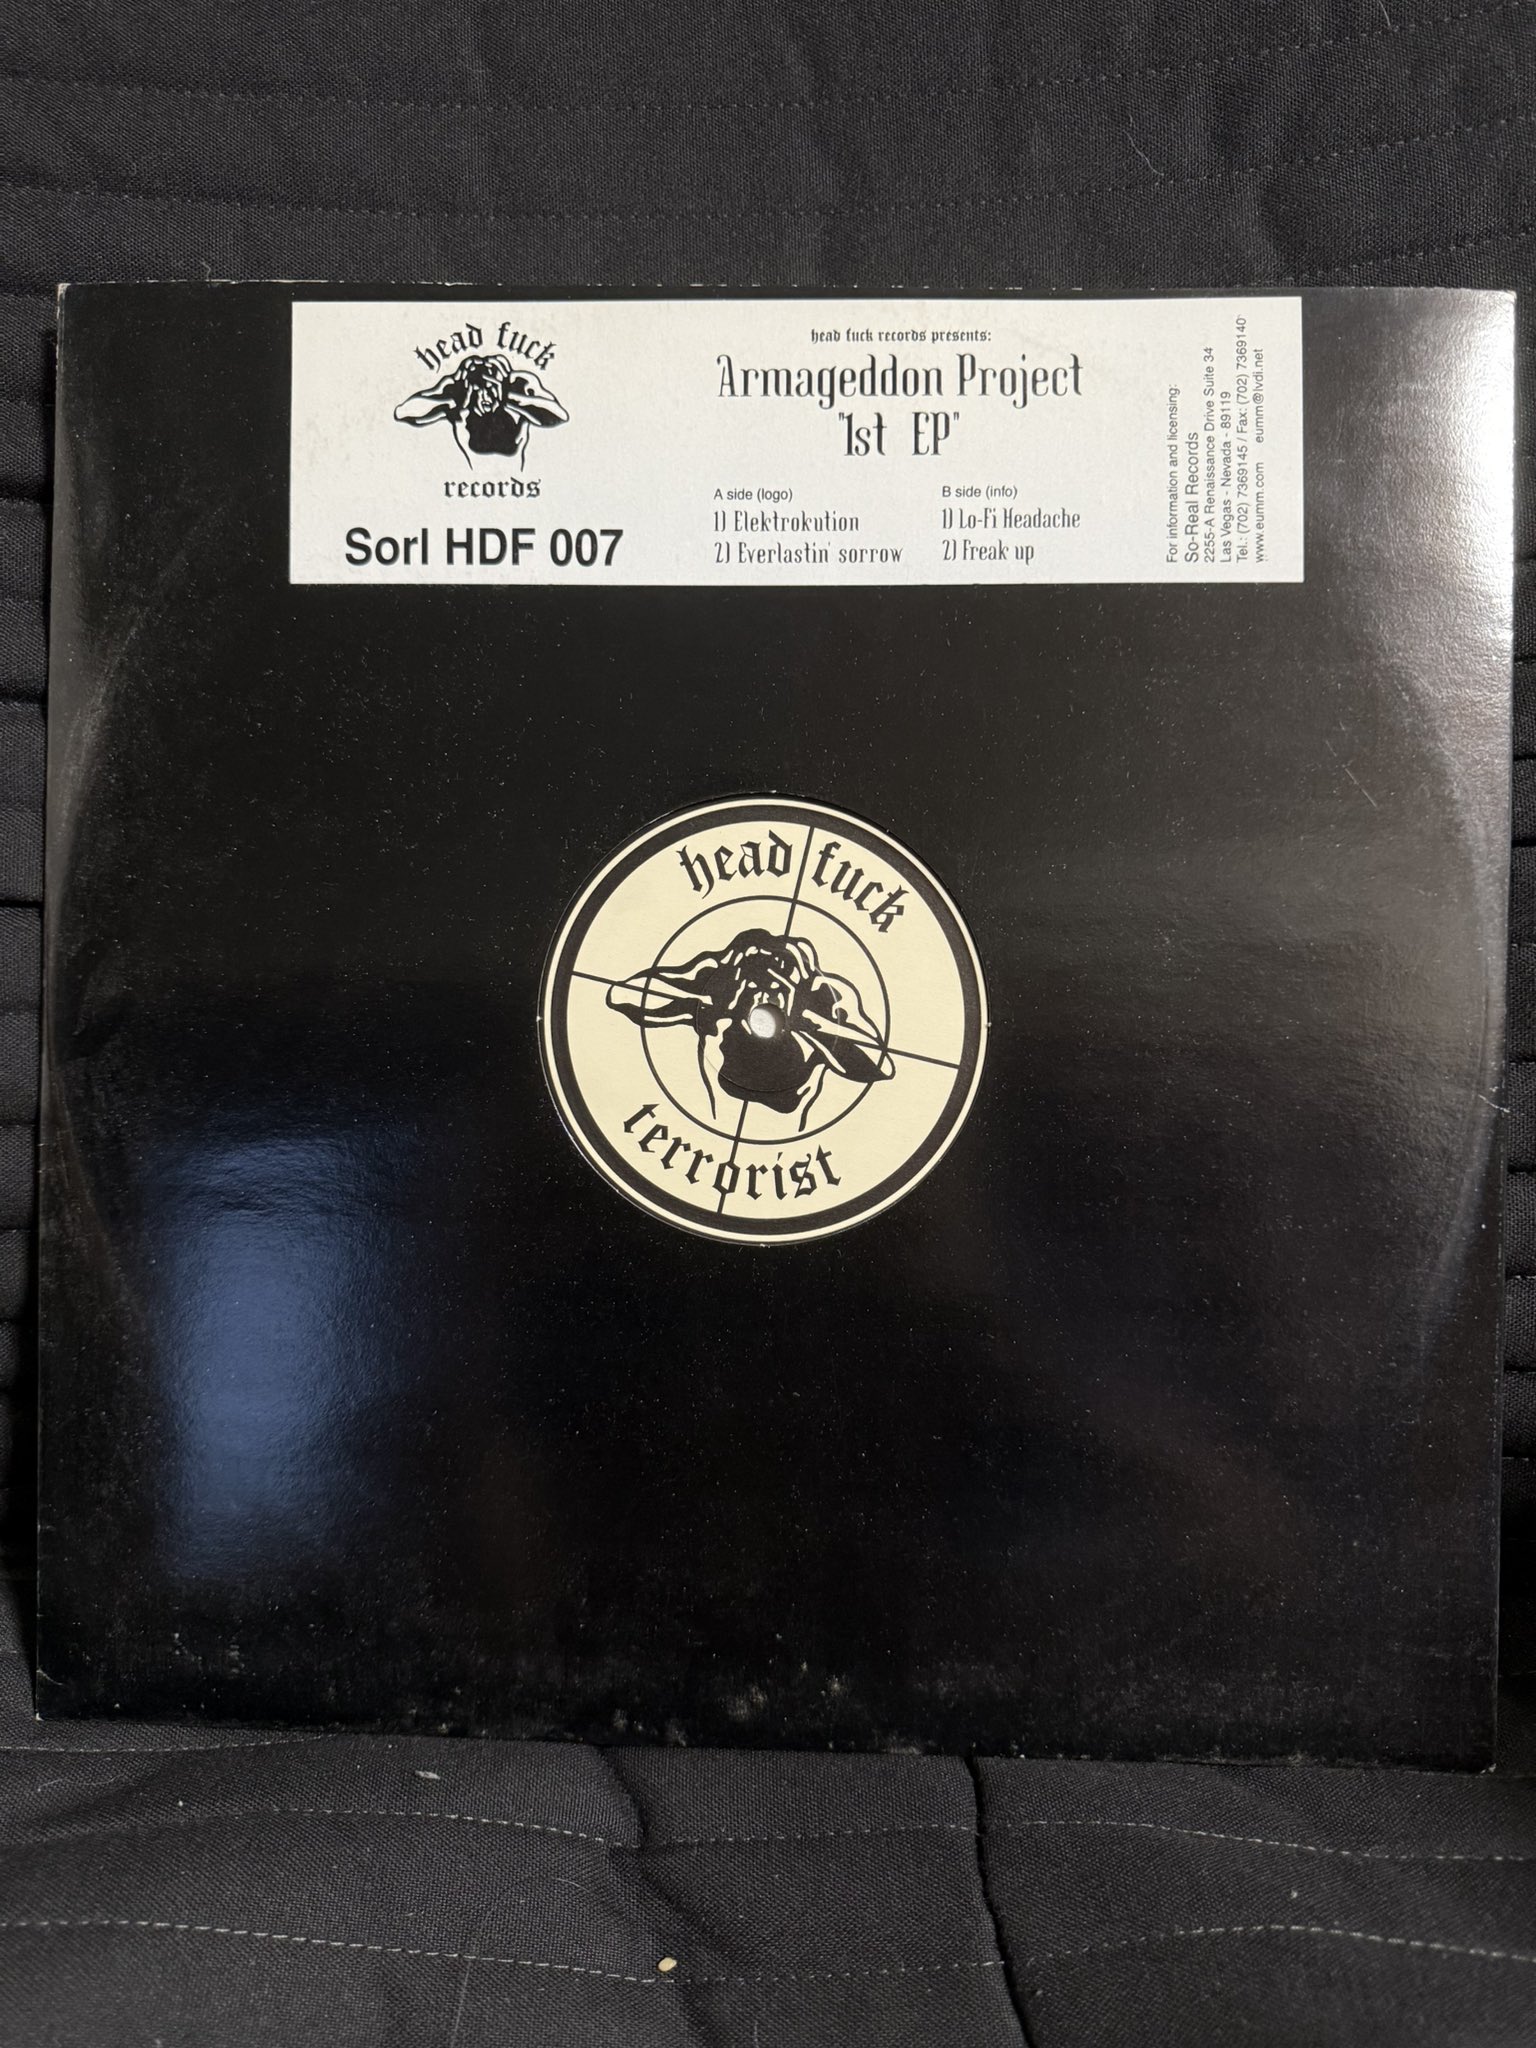 head fuck
records
Sorl HDF 007
head fuck records presents:
Armageddon Project
"1st EP"
A side (logo)
1) Elektrokution
2) Everlastin' sorrow
B side (info)
1) Lo-Fi Headache
2) Freak up
For information and licensing:
So-Real Records
2255-A Renaissance Drive Suite 34
Las Vegas - Nevada - 89119
Tel.: (702) 7369145 / Fax: (702) 7369140
www.eumm.com eumm@lvdi.net
head fuck
terrorist